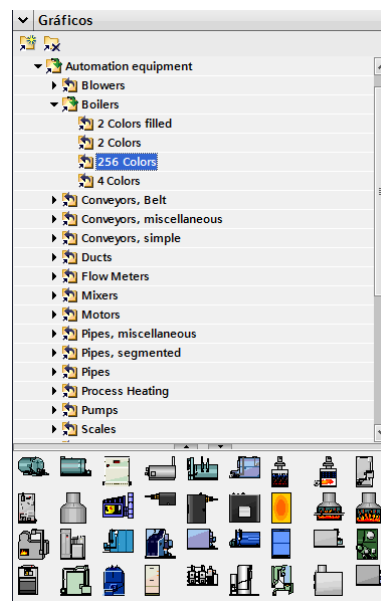 Gráficos
Automation equipment
Blowers
Boilers
2 Colors filled
2 Colors
256 Colors
4 Colors
Conveyors, Belt
Conveyors, miscellaneous
Conveyors, simple
Ducts
Flow Meters
Mixers
Motors
Pipes, miscellaneous
Pipes, segmented
Pipes
Process Heating
Pumps
Scales